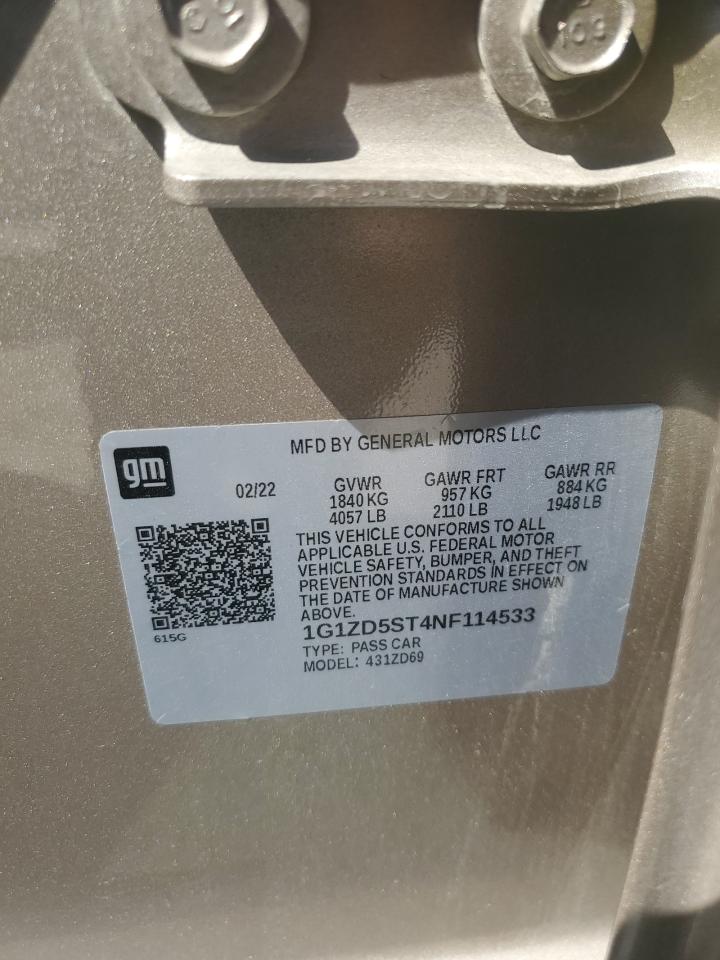 103
gm
MFD BY GENERAL MOTORS LLC
02/22
GVWR
1840 KG
4057 LB
GAWR FRT
957 KG
2110 LB
GAWR RR
884 KG
1948 LB
THIS VEHICLE CONFORMS TO ALL
APPLICABLE U.S. FEDERAL MOTOR
VEHICLE SAFETY, BUMPER, AND THEFT
PREVENTION STANDARDS IN EFFECT ON
THE DATE OF MANUFACTURE SHOWN
ABOVE.
1G1ZD5ST4NF114533
TYPE: PASS CAR
MODEL: 431ZD69
615G